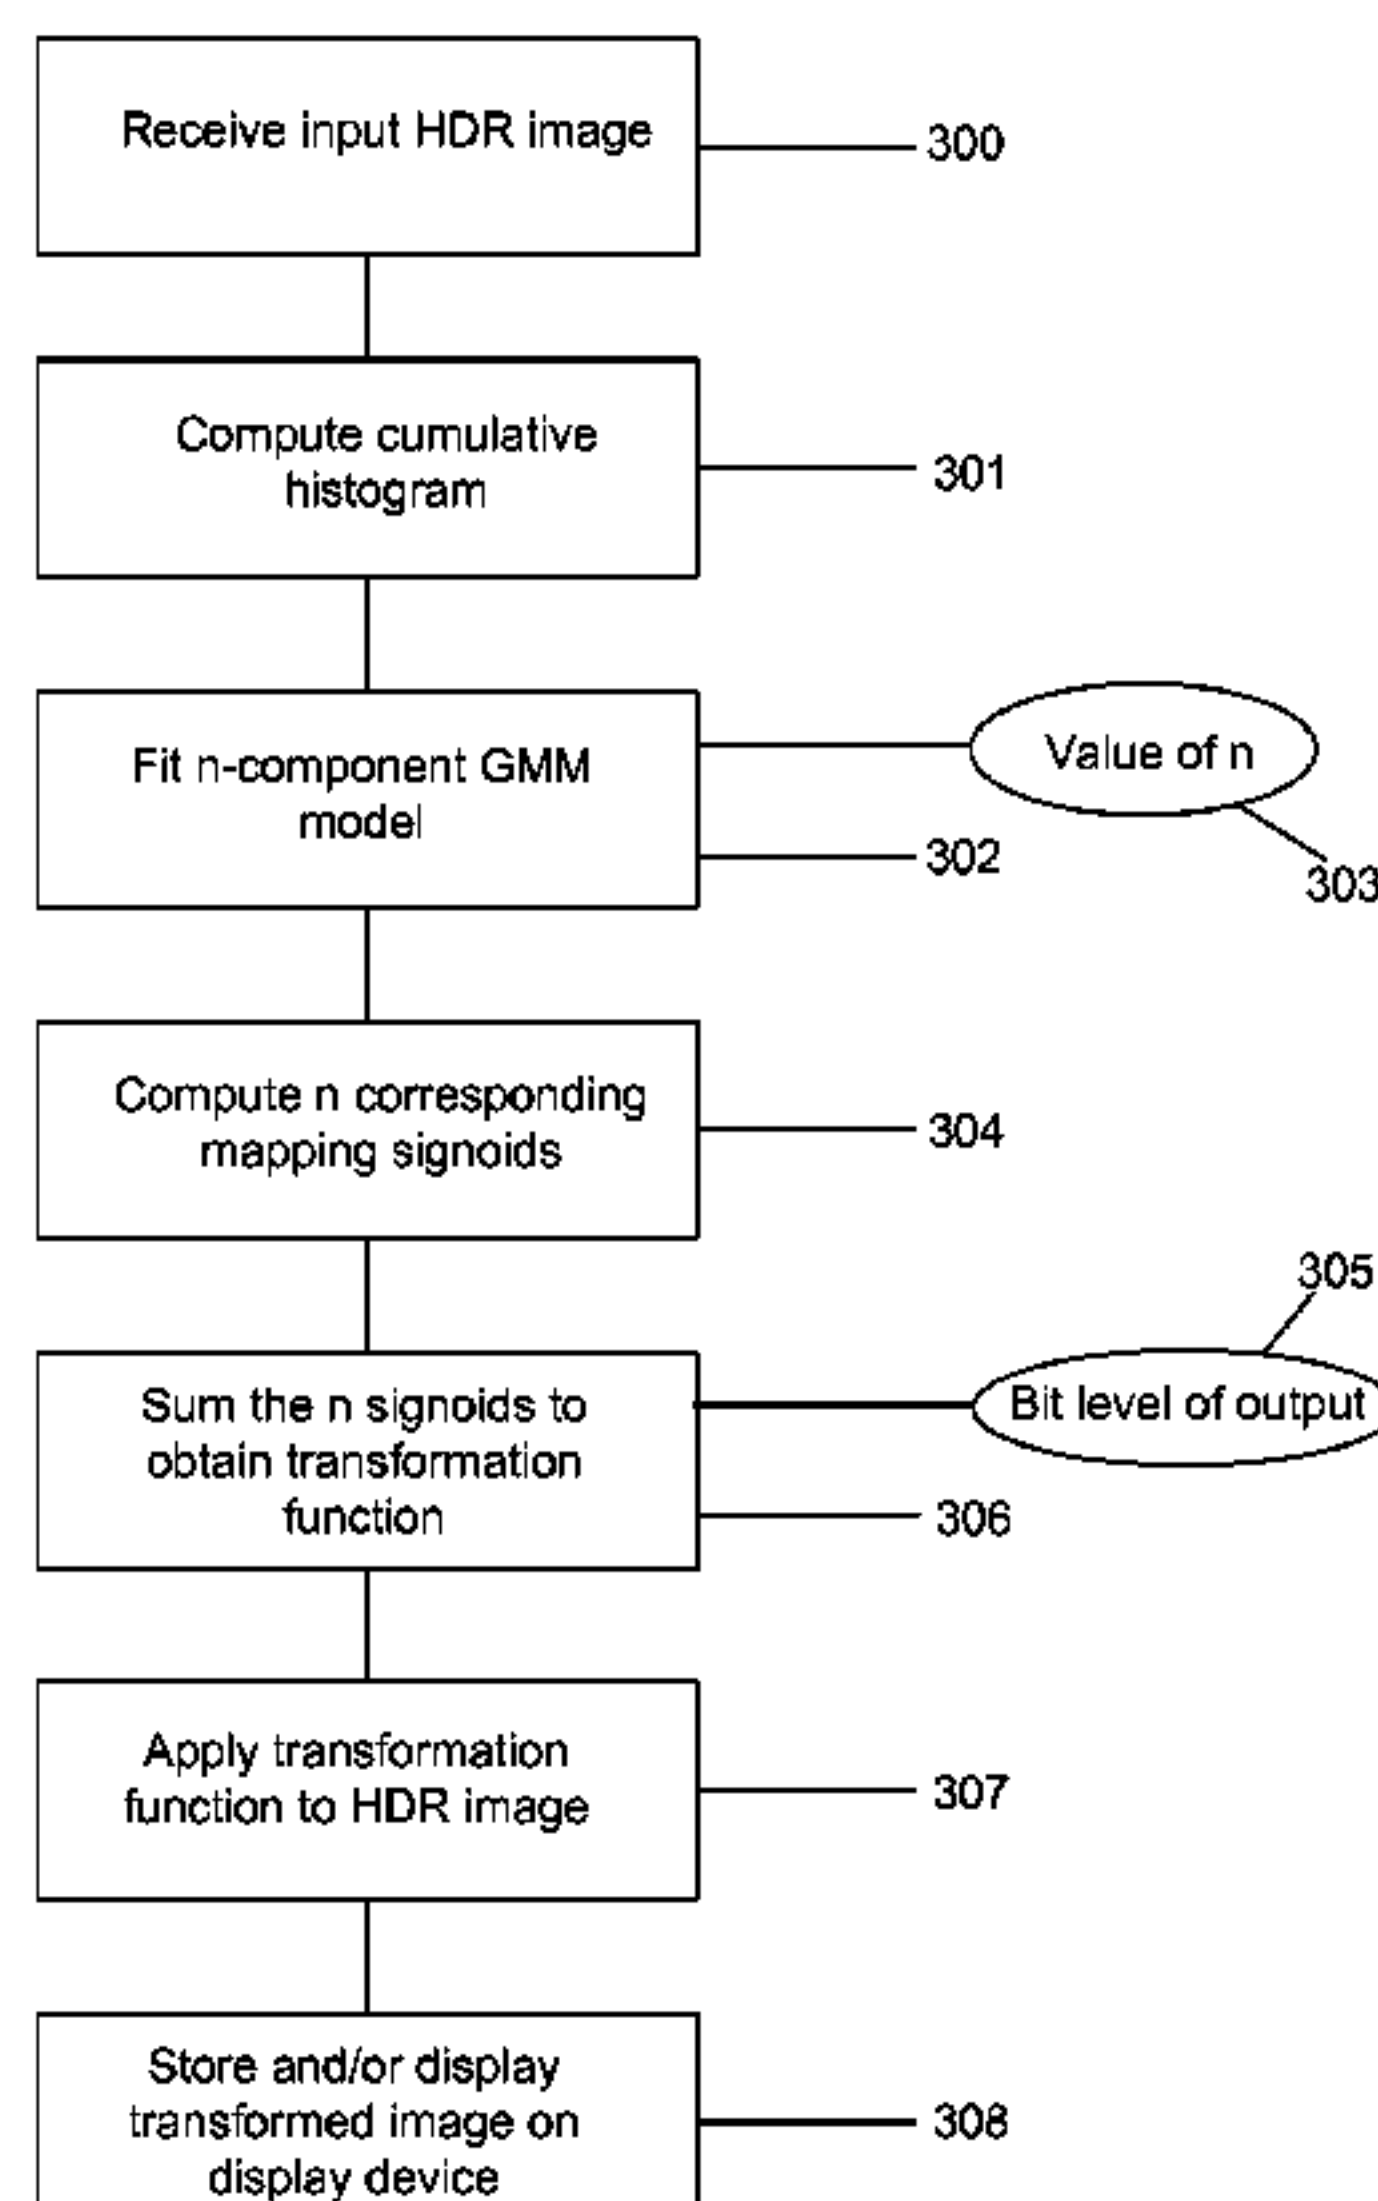 Receive input HDR image
300
Compute cumulative
histogram
301
Fit n-component GMM
model
Value of n
302
303
Compute n corresponding
mapping signoids
304
305
Sum the n signoids to
obtain transformation
function
Bit level of output
306
Apply transformation
function to HDR image
307
Store and/or display
transformed image on
display device
308